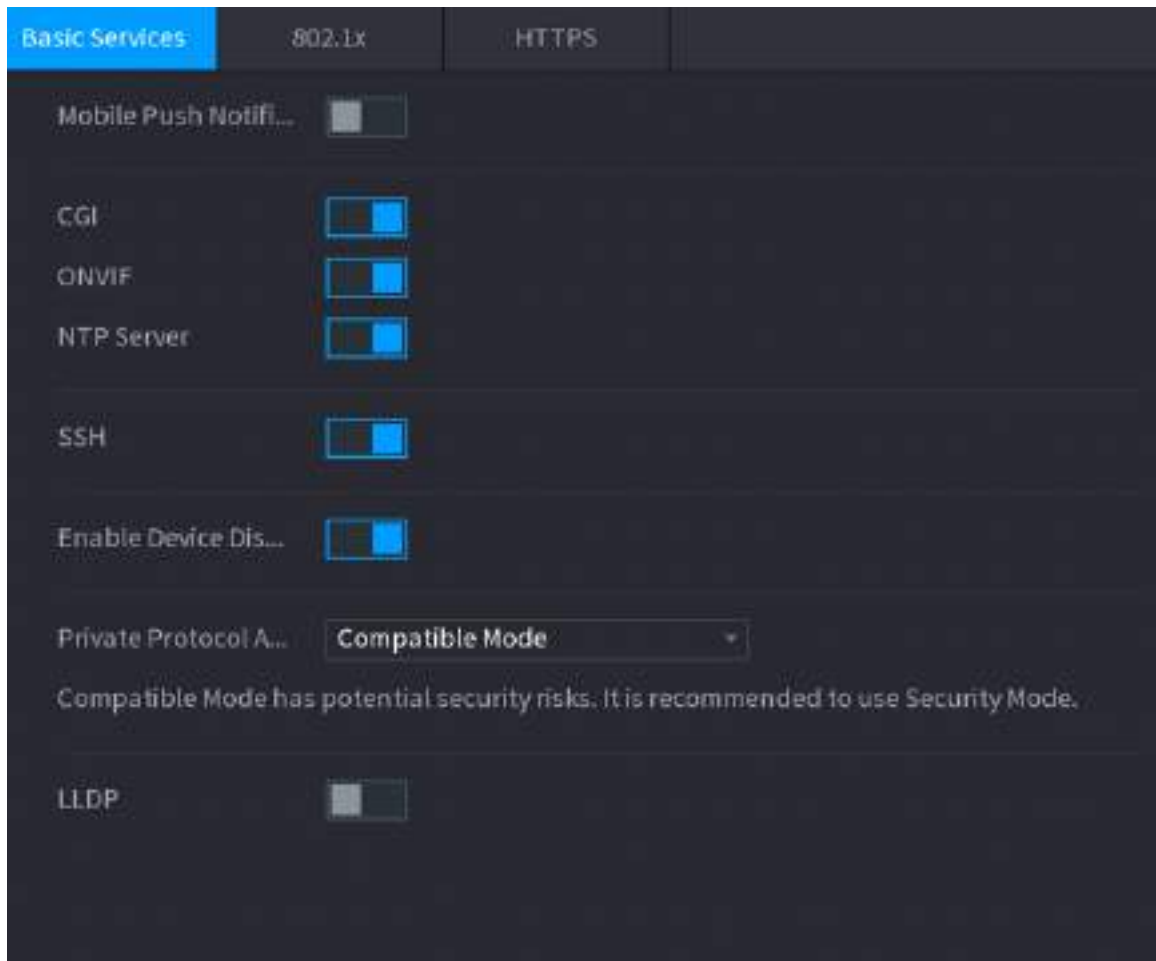 Basic Services 802.1x HTTPS
Mobile Push Notifi...
CGI
ONVIF
NTP Server
SSH
Enable Device Dis...
Private Protocol A... Compatible Mode
Compatible Mode has potential security risks. It is recommended to use Security Mode.
LLDP